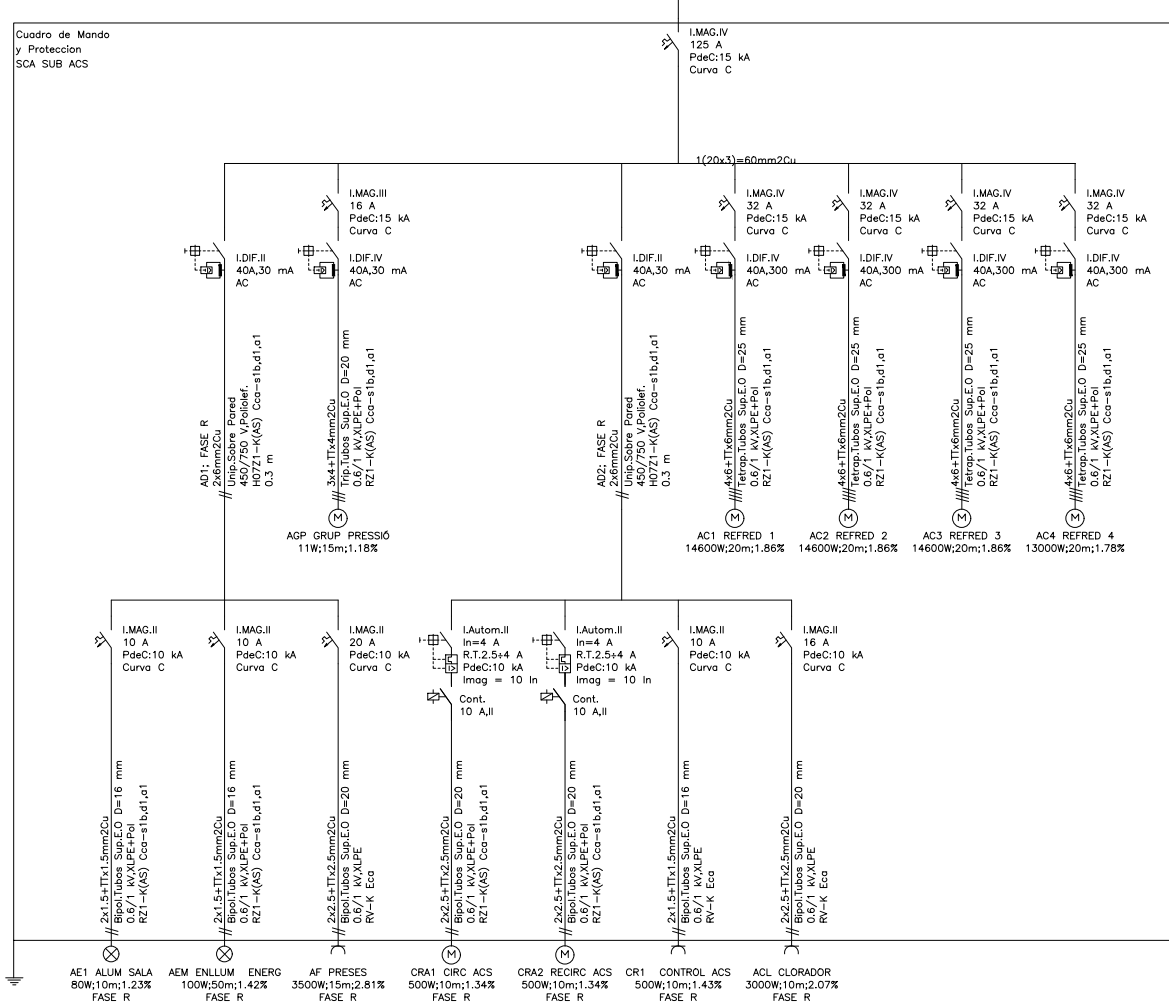 Cuadro de Mando
y Proteccion
SCA SUB ACS
I.MAG.IV
125 A
PdeC:15 kA
Curva C
1(20x3)=60mm2Cu
I.MAG.III
16 A
PdeC:15 kA
Curva C
I.MAG.IV
32 A
PdeC:15 kA
Curva C
I.MAG.IV
32 A
PdeC:15 kA
Curva C
I.MAG.IV
32 A
PdeC:15 kA
Curva C
I.MAG.IV
32 A
PdeC:15 kA
Curva C
I.DIF.II
40A,30 mA
AC
I.DIF.IV
40A,30 mA
AC
I.DIF.II
40A,30 mA
AC
I.DIF.IV
40A,300 mA
AC
I.DIF.IV
40A,300 mA
AC
I.DIF.IV
40A,300 mA
AC
I.DIF.IV
40A,300 mA
AC
AD1; FASE R
2x6mm2Cu
Unip.Sobre Pared
450/750 V,Poliolef.
H07Z1-K(AS) Cca-s1b,d1,a1
0.3 m
3x4+TTx4mm2Cu
Trip.Tubos Sup.E.O D=20 mm
0.6/1 kV,XLPE+Pol
RZ1-K(AS) Cca-s1b,d1,a1
AD2; FASE R
2x6mm2Cu
Unip.Sobre Pared
450/750 V,Poliolef.
H07Z1-K(AS) Cca-s1b,d1,a1
0.3 m
4x6+TTx6mm2Cu
Tetrap.Tubos Sup.E.O D=25 mm
0.6/1 kV,XLPE+Pol
RZ1-K(AS) Cca-s1b,d1,a1
4x6+TTx6mm2Cu
Tetrap.Tubos Sup.E.O D=25 mm
0.6/1 kV,XLPE+Pol
RZ1-K(AS) Cca-s1b,d1,a1
4x6+TTx6mm2Cu
Tetrap.Tubos Sup.E.O D=25 mm
0.6/1 kV,XLPE+Pol
RZ1-K(AS) Cca-s1b,d1,a1
4x6+TTx6mm2Cu
Tetrap.Tubos Sup.E.O D=25 mm
0.6/1 kV,XLPE+Pol
RZ1-K(AS) Cca-s1b,d1,a1
M
AGP GRUP PRESSIÓ
11W;15m;1.18%
M
AC1 REFRED 1
14600W;20m;1.86%
M
AC2 REFRED 2
14600W;20m;1.86%
M
AC3 REFRED 3
14600W;20m;1.86%
M
AC4 REFRED 4
13000W;20m;1.78%
I.MAG.II
10 A
PdeC:10 kA
Curva C
I.MAG.II
10 A
PdeC:10 kA
Curva C
I.MAG.II
20 A
PdeC:10 kA
Curva C
I.Autom.II
In=4 A
R.T.2.5÷4 A
PdeC:10 kA
Imag = 10 In
Cont.
10 A,II
I.Autom.II
In=4 A
R.T.2.5÷4 A
PdeC:10 kA
Imag = 10 In
Cont.
10 A,II
I.MAG.II
10 A
PdeC:10 kA
Curva C
I.MAG.II
16 A
PdeC:10 kA
Curva C
2x1.5+TTx1.5mm2Cu
Bipol.Tubos Sup.E.O D=16 mm
0.6/1 kV,XLPE+Pol
RZ1-K(AS) Cca-s1b,d1,a1
2x1.5+TTx1.5mm2Cu
Bipol.Tubos Sup.E.O D=16 mm
0.6/1 kV,XLPE+Pol
RZ1-K(AS) Cca-s1b,d1,a1
2x2.5+TTx2.5mm2Cu
Bipol.Tubos Sup.E.O D=20 mm
0.6/1 kV,XLPE
RV-K Eca
2x2.5+TTx2.5mm2Cu
Bipol.Tubos Sup.E.O D=20 mm
0.6/1 kV,XLPE+Pol
RZ1-K(AS) Cca-s1b,d1,a1
2x2.5+TTx2.5mm2Cu
Bipol.Tubos Sup.E.O D=20 mm
0.6/1 kV,XLPE+Pol
RZ1-K(AS) Cca-s1b,d1,a1
2x1.5+TTx1.5mm2Cu
Bipol.Tubos Sup.E.O D=16 mm
0.6/1 kV,XLPE
RV-K Eca
2x2.5+TTx2.5mm2Cu
Bipol.Tubos Sup.E.O D=20 mm
0.6/1 kV,XLPE
RV-K Eca
AE1 ALUM SALA
80W;10m;1.23%
FASE R
AEM ENLLUM ENERG
100W;50m;1.42%
FASE R
AF PRESES
3500W;15m;2.81%
FASE R
M
CRA1 CIRC ACS
500W;10m;1.34%
FASE R
M
CRA2 RECIRC ACS
500W;10m;1.34%
FASE R
CR1 CONTROL ACS
500W;10m;1.43%
FASE R
ACL CLORADOR
3000W;10m;2.07%
FASE R